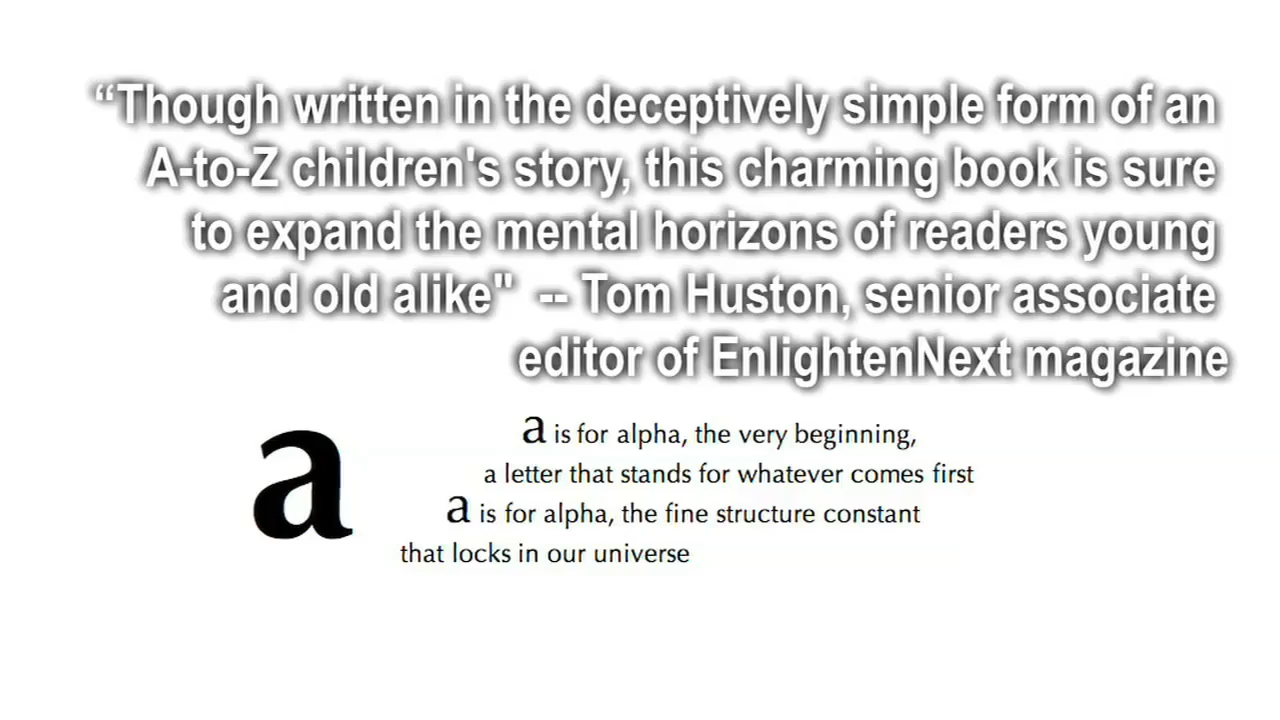 “Though written in the deceptively simple form of an
A-to-Z children's story, this charming book is sure
to expand the mental horizons of readers young
and old alike" -- Tom Huston, senior associate
editor of EnlightenNext magazine
a
a is for alpha, the very beginning,
a letter that stands for whatever comes first
a is for alpha, the fine structure constant
that locks in our universe